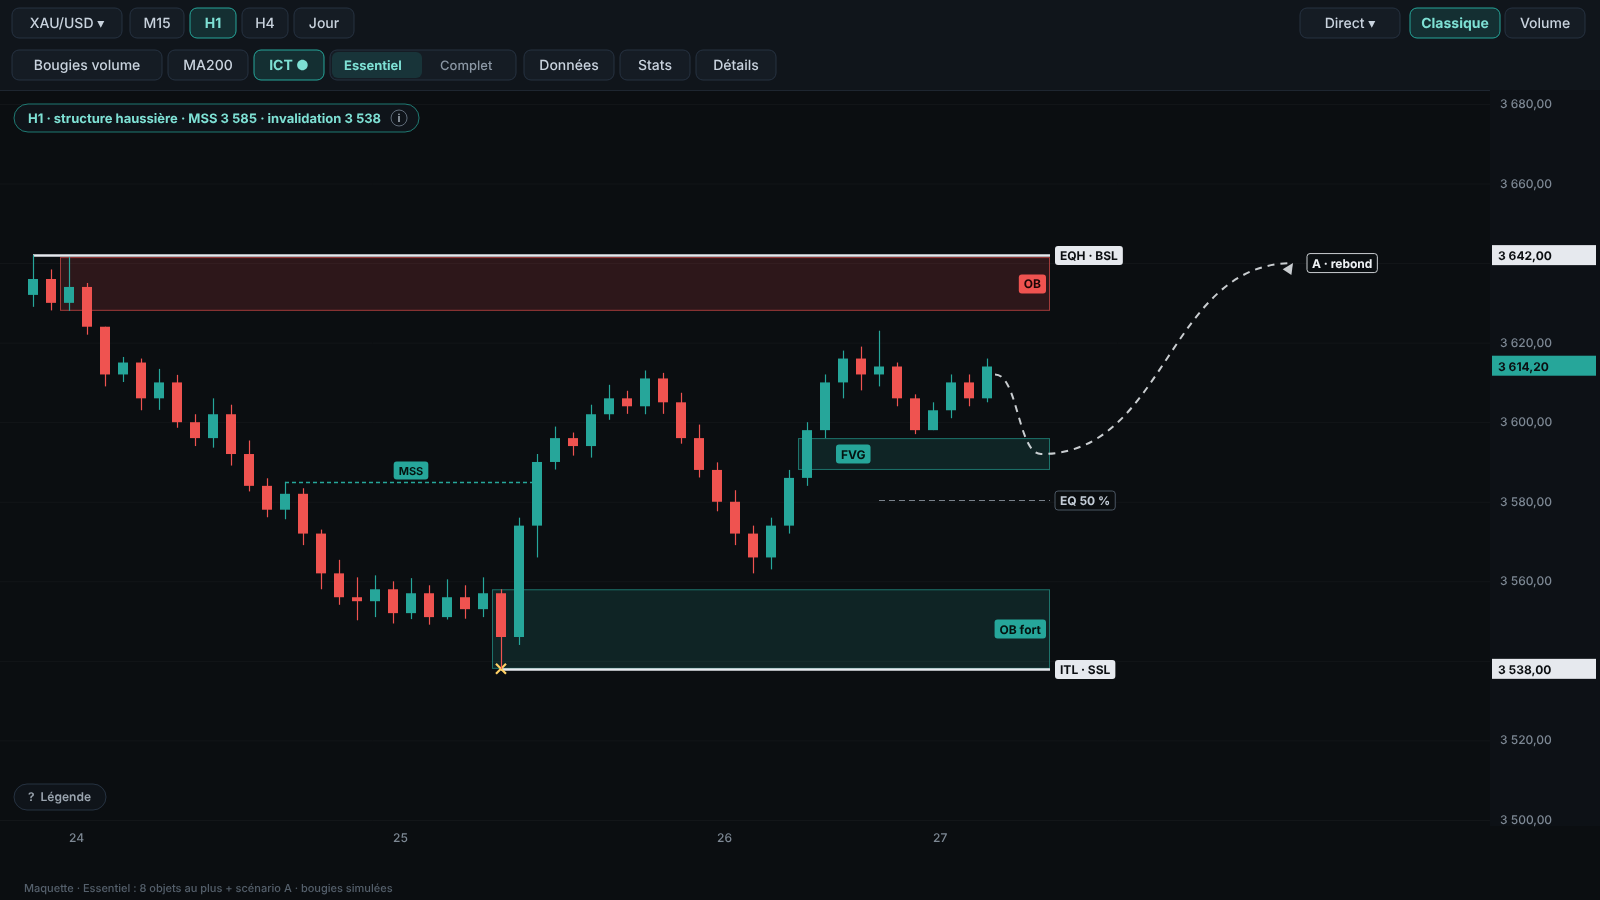 XAU/USD ▾ M15 H1 H4 Jour Direct ▾ Classique Volume
Bougies volume MA200 ICT ● Essentiel Complet Données Stats Détails
H1 · structure haussière · MSS 3 585 · invalidation 3 538 i
3 680,00
3 660,00
EQH · BSL
3 642,00
A · rebond
OB
3 620,00
3 614,20
3 600,00
FVG
MSS
EQ 50 %
3 580,00
3 560,00
OB fort
ITL · SSL
3 538,00
3 520,00
? Légende
3 500,00
24 25 26 27
Maquette · Essentiel : 8 objets au plus + scénario A · bougies simulées